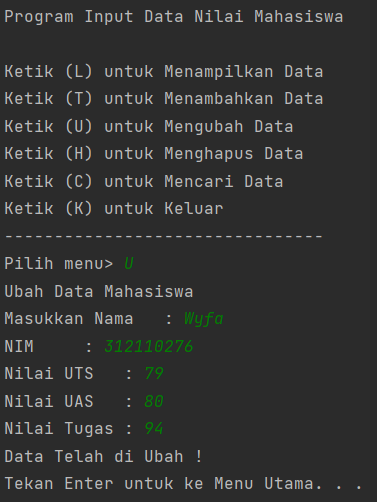 Program Input Data Nilai Mahasiswa
Ketik (L) untuk Menampilkan Data
Ketik (T) untuk Menambahkan Data
Ketik (U) untuk Mengubah Data
Ketik (H) untuk Menghapus Data
Ketik (C) untuk Mencari Data
Ketik (K) untuk Keluar
--------------------------------
Pilih menu> U
Ubah Data Mahasiswa
Masukkan Nama   : Wyfa
NIM     : 312110276
Nilai UTS   : 79
Nilai UAS   : 80
Nilai Tugas : 94
Data Telah di Ubah !
Tekan Enter untuk ke Menu Utama. . .